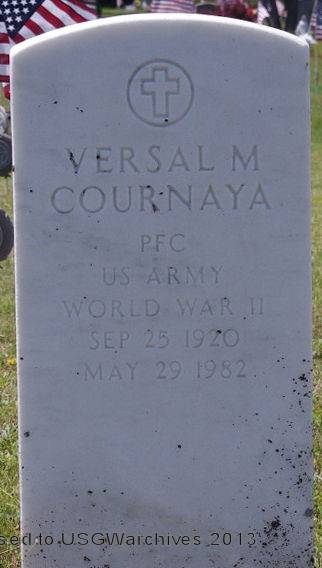 VERSAL M
COURNAYA
PFC
US ARMY
WORLD WAR II
SEP 25 1920
MAY 29 1982
sed to USGWarchives 2013